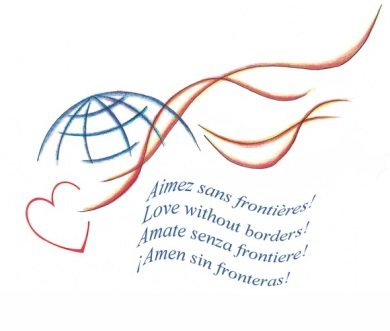 Aimez sans frontières!
Love without borders!
Amate senza frontiere!
¡Amen sin fronteras!